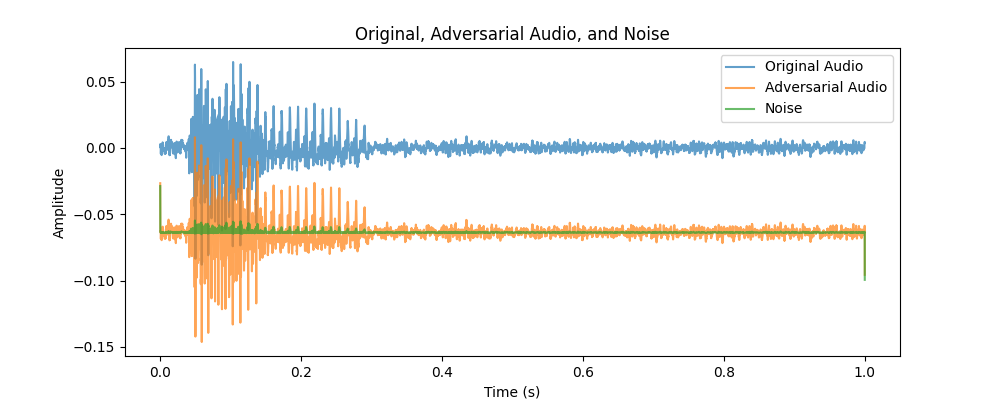 Original, Adversarial Audio, and Noise
Original Audio
Adversarial Audio
Noise
Amplitude
0.05
0.00
−0.05
−0.10
−0.15
0.0 0.2 0.4 0.6 0.8 1.0
Time (s)